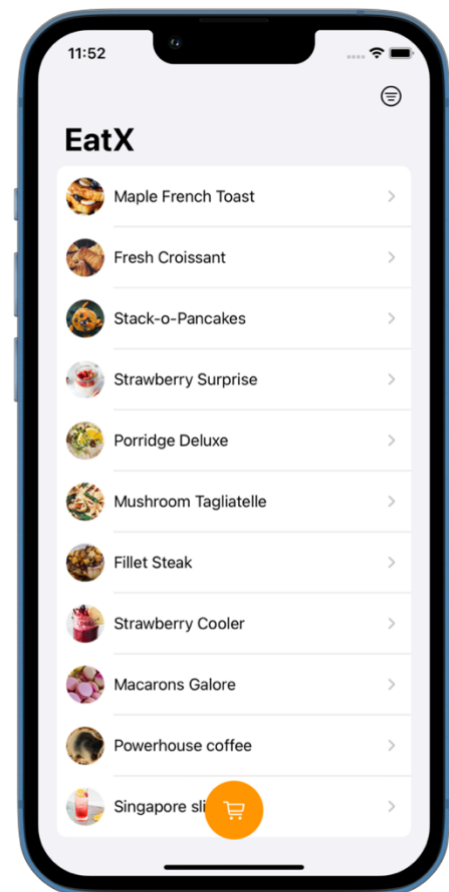 11:52
EatX
Maple French Toast
Fresh Croissant
Stack-o-Pancakes
Strawberry Surprise
Porridge Deluxe
Mushroom Tagliatelle
Fillet Steak
Strawberry Cooler
Macarons Galore
Powerhouse coffee
Singapore sli